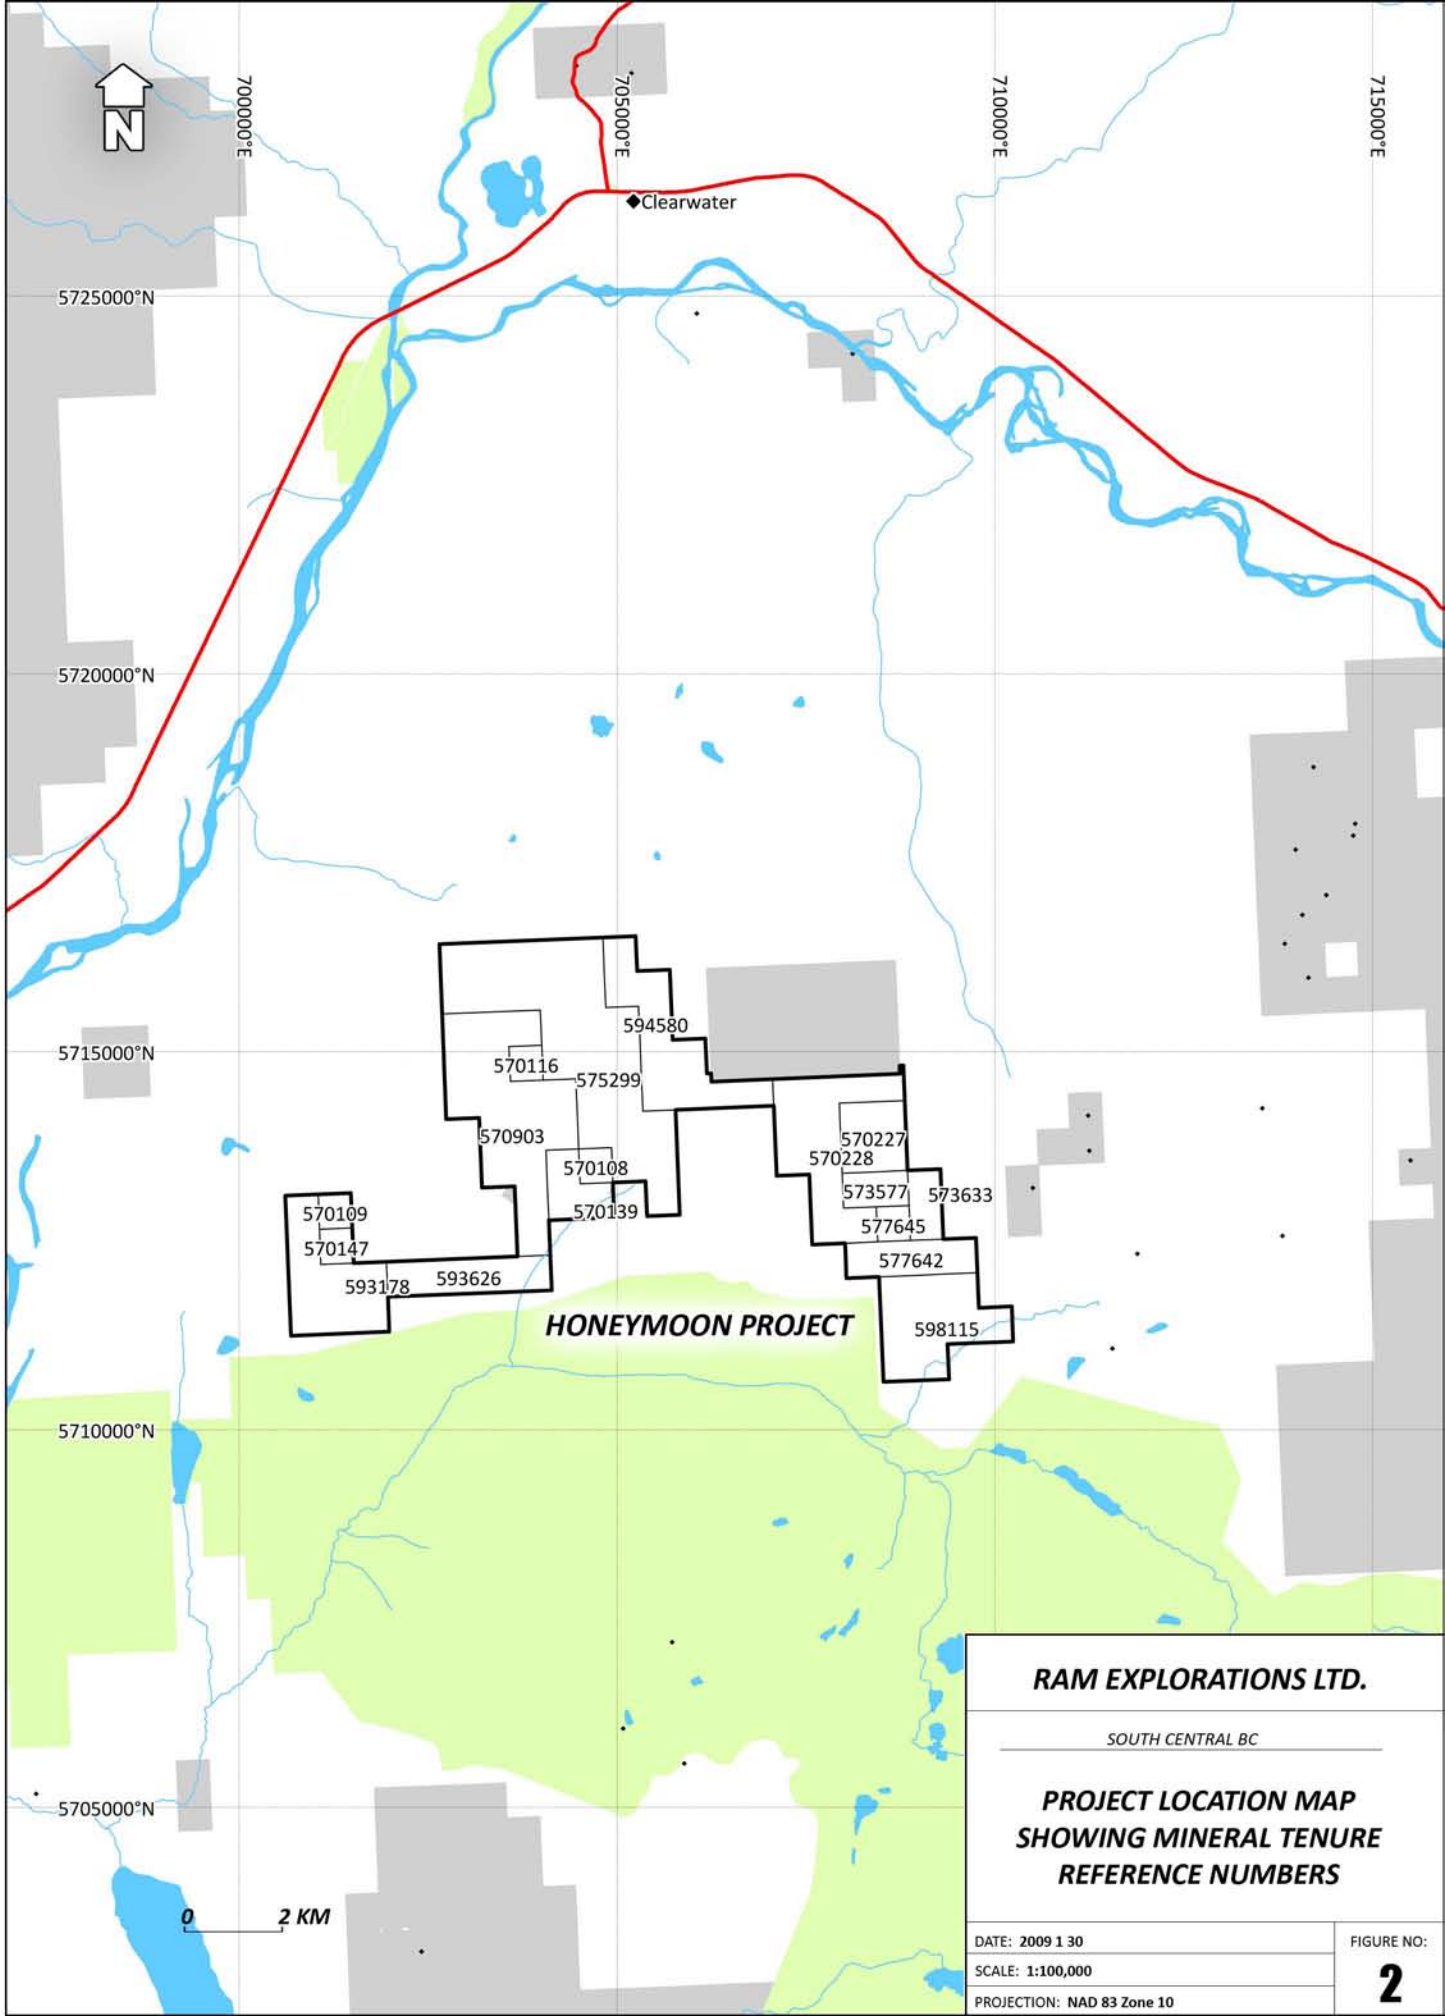 N
700000°E
705000°E
710000°E
715000°E
Clearwater
5725000°N
5720000°N
5715000°N
594580
570116
575299
570903
570227
570228
570108
573577
573633
570109
570139
577645
570147
577642
593178
593626
HONEYMOON PROJECT
598115
5710000°N
5705000°N
0 2 KM
RAM EXPLORATIONS LTD.
SOUTH CENTRAL BC
PROJECT LOCATION MAP
SHOWING MINERAL TENURE
REFERENCE NUMBERS
DATE: 2009 1 30
SCALE: 1:100,000
PROJECTION: NAD 83 Zone 10
FIGURE NO:
2